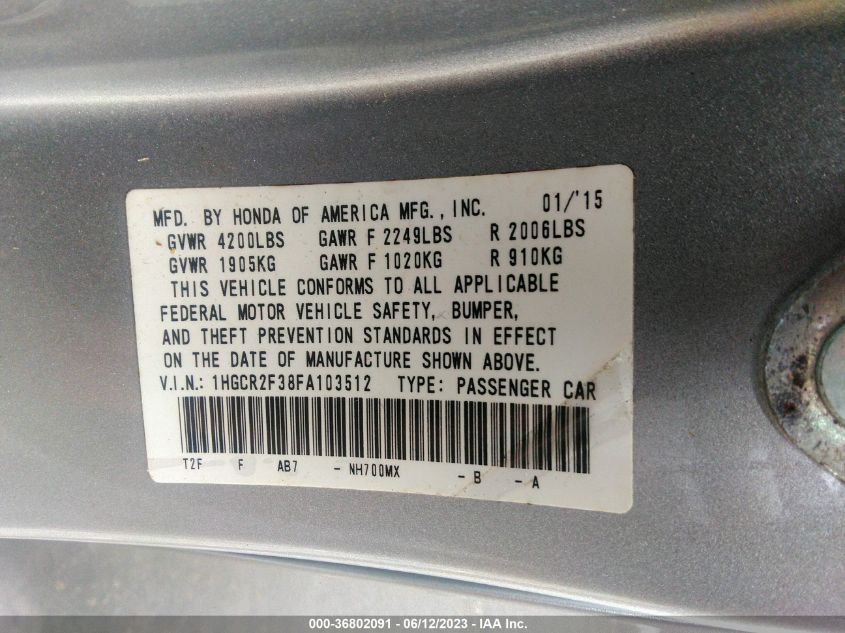 MFD. BY HONDA OF AMERICA MFG., INC. 01/'15
GVWR 4200LBS GAWR F 2249LBS R 2006LBS
GVWR 1905KG GAWR F 1020KG R 910KG
THIS VEHICLE CONFORMS TO ALL APPLICABLE
FEDERAL MOTOR VEHICLE SAFETY, BUMPER,
AND THEFT PREVENTION STANDARDS IN EFFECT
ON THE DATE OF MANUFACTURE SHOWN ABOVE.
V.I.N.: 1HGCR2F38FA103512 TYPE: PASSENGER CAR
T2F F AB7 - NH700MX - B - A
000-36802091 - 06/12/2023 - IAA Inc.